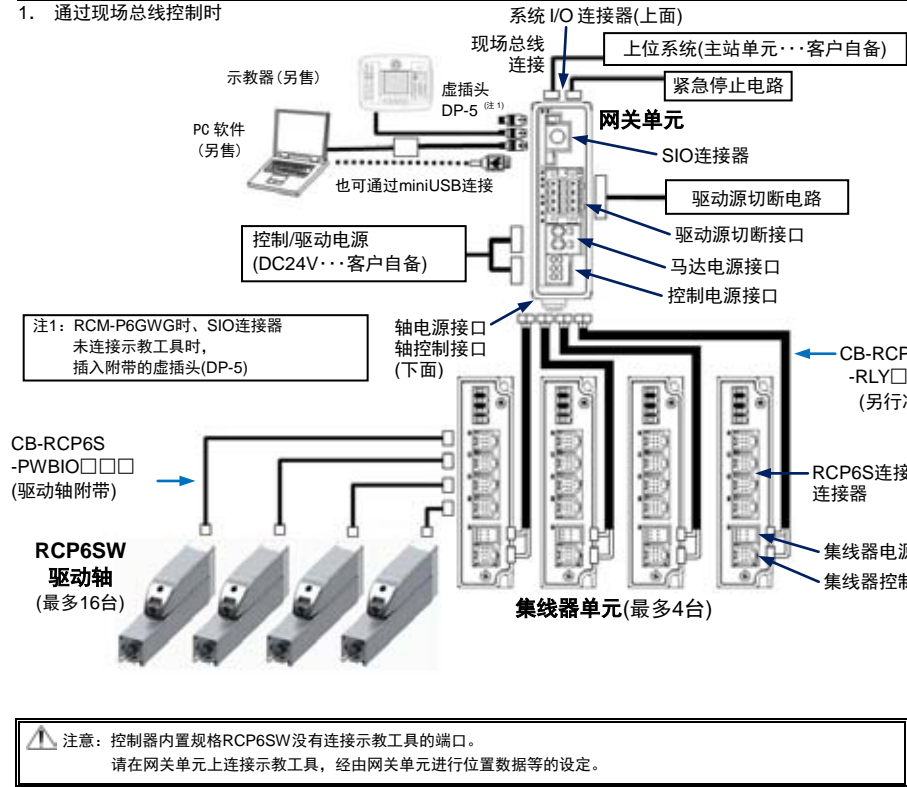 1. 通过现场总线控制时
系统 I/O 连接器(上面)
现场总线
连接
上位系统(主站单元···客户自备)
紧急停止电路
示教器(另售)
虚插头
DP-5 (注 1)
网关单元
PC 软件
(另售)
SIO连接器
也可通过miniUSB连接
驱动源切断电路
控制/驱动电源
(DC24V···客户自备)
驱动源切断接口
马达电源接口
控制电源接口
注1：RCM-P6GWG时、SIO连接器
未连接示教工具时，
插入附带的虚插头(DP-5)
轴电源接口
轴控制接口
(下面)
CB-RCP
-RLY□
(另行
CB-RCP6S
-PWBIO□□□
(驱动轴附带)
RCP6S连接
连接器
RCP6SW
驱动轴
(最多16台)
集线器电源
集线器控制
集线器单元(最多4台)
注意：控制器内置规格RCP6SW没有连接示教工具的端口。
请在网关单元上连接示教工具，经由网关单元进行位置数据等的设定。